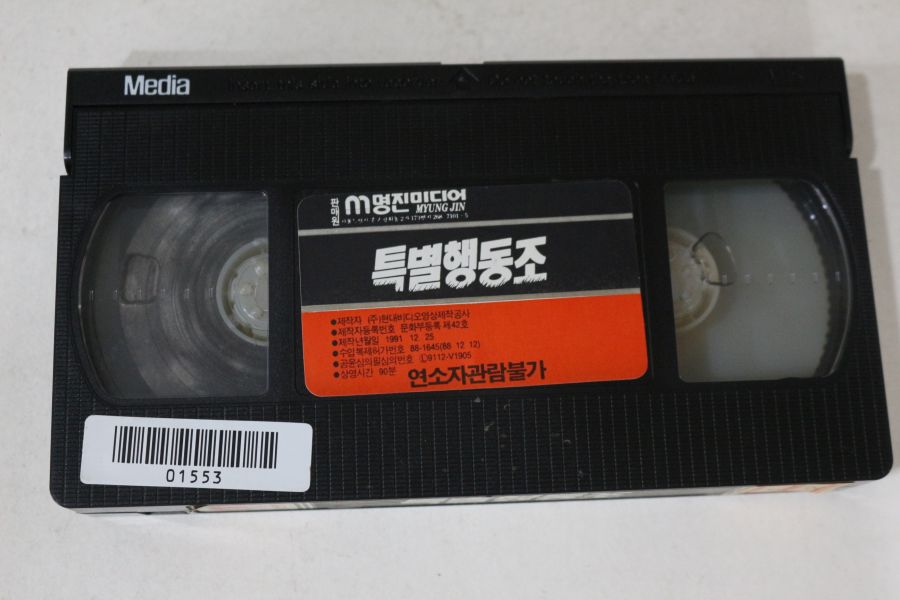 Media
판매원 m 명진미디어
MYUNG JIN
특별행동조
●제작자 (주)현대비디오영상제작공사
●제작자등록번호 문화부등록 제42호
●제작년월일 1991 12. 25
●수입복제허가번호 88-1645(88 12 12)
●공윤심의필심의번호 Ⓛ9112-V1905
●상영시간 90분 연소자관람불가
01553